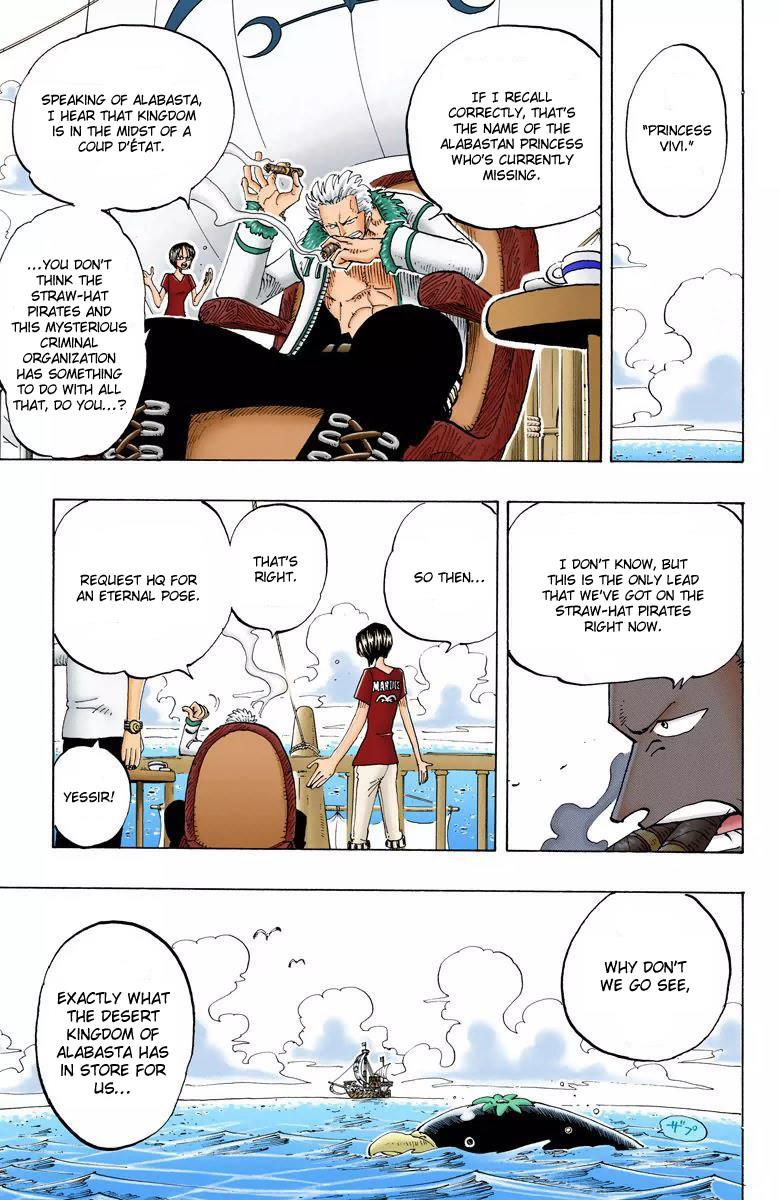 "PRINCESS
VIVI."
IF I RECALL
CORRECTLY, THAT'S
THE NAME OF THE
ALABASTAN PRINCESS
WHO'S CURRENTLY
MISSING.
SPEAKING OF ALABASTA,
I HEAR THAT KINGDOM
IS IN THE MIDST OF A
COUP D'ÉTAT.
...YOU DON'T
THINK THE
STRAW-HAT
PIRATES AND
THIS MYSTERIOUS
CRIMINAL
ORGANIZATION
HAS SOMETHING
TO DO WITH ALL
THAT, DO YOU...?
I DON'T KNOW, BUT
THIS IS THE ONLY LEAD
THAT WE'VE GOT ON THE
STRAW-HAT PIRATES
RIGHT NOW.
SO THEN...
THAT'S
RIGHT.
REQUEST HQ FOR
AN ETERNAL POSE.
MARINE
YESSIR!
WHY DON'T
WE GO SEE,
EXACTLY WHAT
THE DESERT
KINGDOM OF
ALABASTA HAS
IN STORE FOR
US...
ザプ